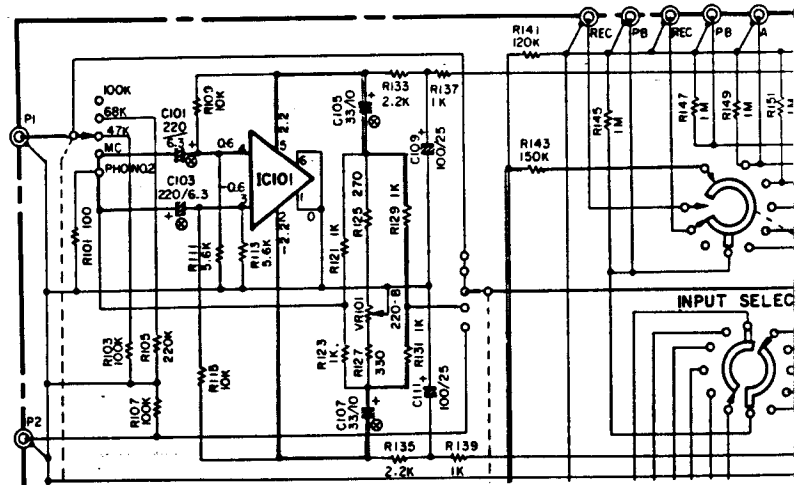 R141
120K
REC
PB
REC
PB
A
P1
100K
68K
47K
MC
PHONO2
C101
220
6.3
R109
10K
C103
220/6.3
0.6
-0.6
4
3
2.2
5
6
IC101
1
0
2
-2.2
C105
33/10
R133
2.2K
R137
1K
C109
100/25
R145
1M
R147
1M
R149
1M
R151
1M
R143
150K
R101 100
R111
5.6K
R113
5.6K
R121 1K
R125 270
R129 1K
VR101
220-B
INPUT SELEC
R103
100K
R105
220K
R107
100K
R115
10K
R123
1K
R127
330
R131 1K
C107
33/10
C111
100/25
R135
2.2K
R139
1K
P2